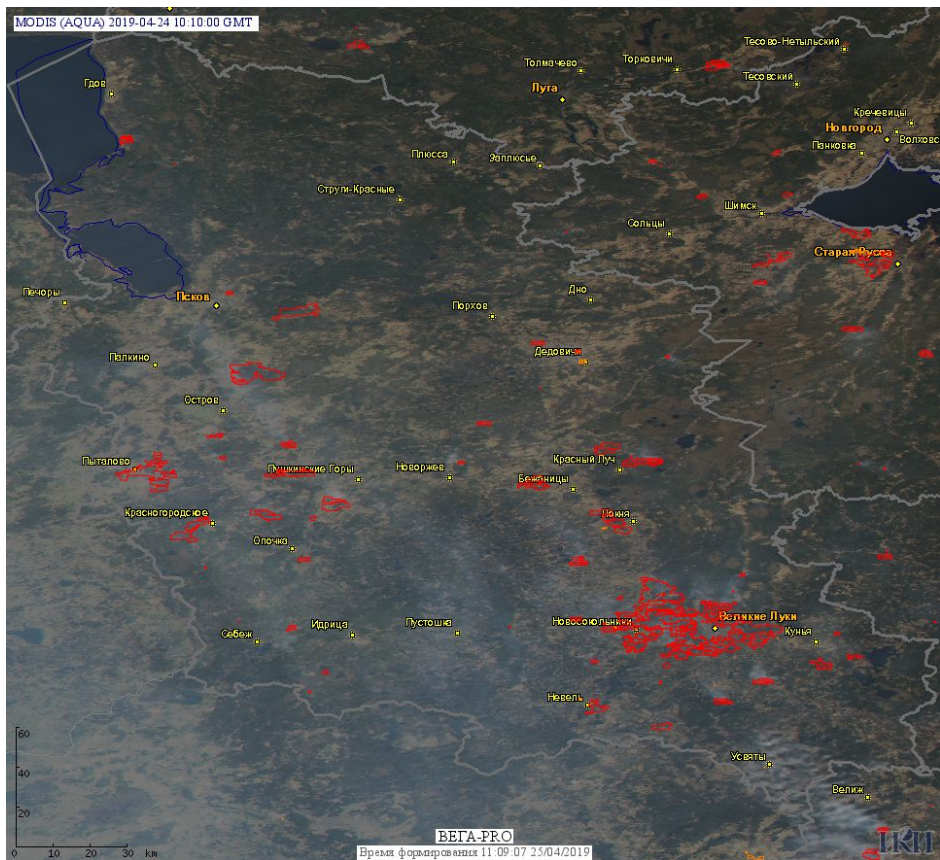 MODIS (AQUA) 2019-04-24 10:10:00 GMT
Тесово-Нетыльский
Толмачево
Торковичи
Тесовский
Гдов
Луга
Кречевицы
Новгород
Волховс
Панковка
Плюсса
Заплюсье
Струги-Красные
Шимск
Сольцы
Старая Русса
Печоры
Псков
Дно
Порхов
Палкино
Дедовичи
Остров
Пыталово
Пушкинские Горы
Новоржев
Красный Луч
Бежаницы
Красногородское
Локня
Опочка
Себеж
Идрица
Пустошка
Новосокольники
Великие Луки
Кунья
Невель
Усвяты
Велиж
60
40
20
0 10 20 30 км
ВЕГА-PRO
ИКИ
Время формирования 11:09:07 25/04/2019